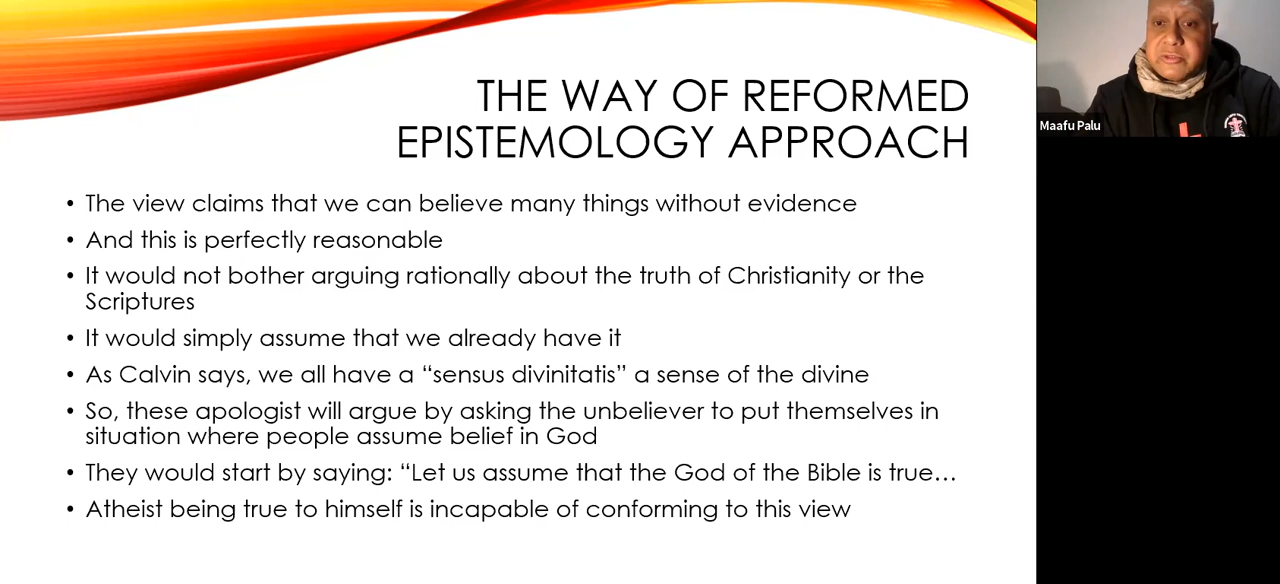 THE WAY OF REFORMED
EPISTEMOLOGY APPROACH
• The view claims that we can believe many things without evidence
• And this is perfectly reasonable
• It would not bother arguing rationally about the truth of Christianity or the
Scriptures
• It would simply assume that we already have it
• As Calvin says, we all have a “sensus divinitatis” a sense of the divine
• So, these apologist will argue by asking the unbeliever to put themselves in
situation where people assume belief in God
• They would start by saying: “Let us assume that the God of the Bible is true…
• Atheist being true to himself is incapable of conforming to this view
Maafu Palu